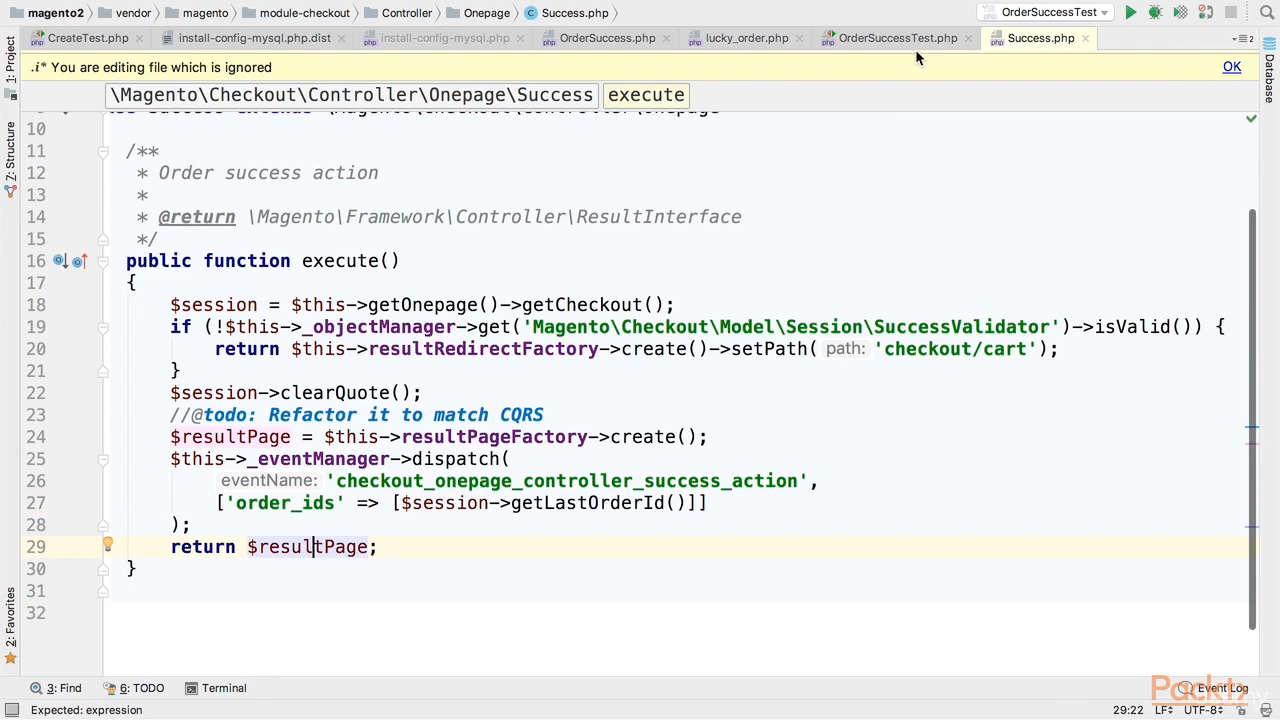 magento2 vendor magento module-checkout Controller Onepage Success.php OrderSuccessTest
CreateTest.php install-config-mysql.php.dist install-config-mysql.php OrderSuccess.php lucky_order.php OrderSuccessTest.php Success.php 2
.i* You are editing file which is ignored OK
\Magento\Checkout\Controller\Onepage\Success execute
10
11 /**
12 * Order success action
13 *
14 * @return \Magento\Framework\Controller\ResultInterface
15 */
16 public function execute()
17 {
18 $session = $this->getOnepage()->getCheckout();
19 if (!$this->_objectManager->get('Magento\Checkout\Model\Session\SuccessValidator')->isValid()) {
20 return $this->resultRedirectFactory->create()->setPath( path: 'checkout/cart');
21 }
22 $session->clearQuote();
23 //@todo: Refactor it to match CQRS
24 $resultPage = $this->resultPageFactory->create();
25 $this->_eventManager->dispatch(
26 eventName: 'checkout_onepage_controller_success_action',
27 ['order_ids' => [$session->getLastOrderId()]]
28 );
29 return $resultPage;
30 }
31
32
1: Project
Z: Structure
2: Favorites
Database
3: Find 6: TODO Terminal Event Log
Packt
Expected: expression 29:22 LF UTF-8